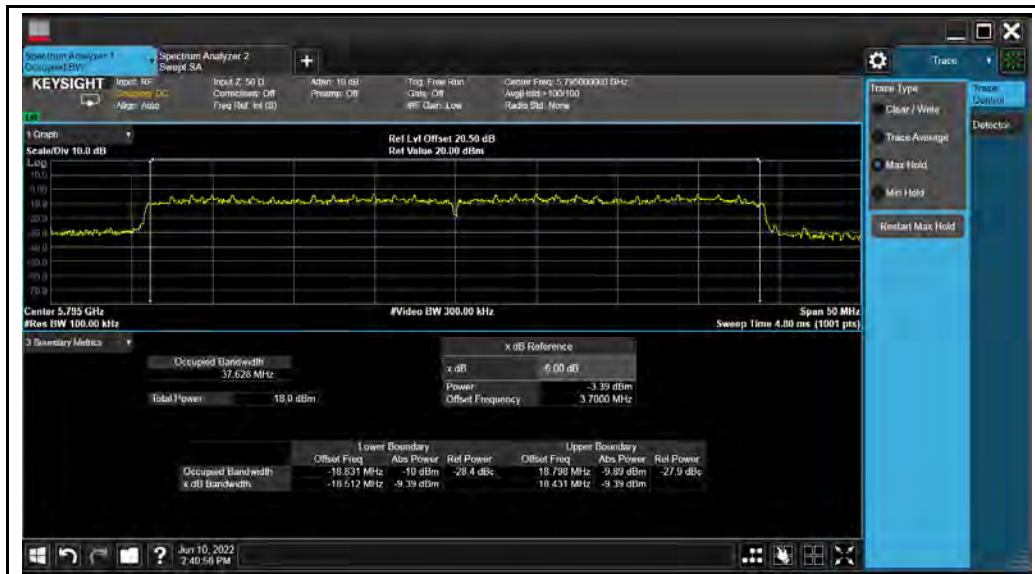 Spectrum Analyzer 1
Occupied BW
Spectrum Analyzer 2
Swept SA
+
Trace
KEYSIGHT
Input: RF
Coupling: DC
Align: Auto
Input Z: 50 Ω
Corrections: Off
Freq Ref: Int (S)
Atten: 10 dB
Preamp: Off
Trig: Free Run
Gate: Off
#IF Gain: Low
Center Freq: 5.795000000 GHz
Avg|Hold:>100/100
Radio Std: None
1 Graph
Scale/Div 10.0 dB
Ref Lvl Offset 20.50 dB
Ref Value 20.00 dBm
Log
10.0
0.00
Center 5.795 GHz
#Res BW 100.00 kHz
#Video BW 300.00 kHz
Span 50 MHz
Sweep Time 4.80 ms (1001 pts)
3 Boundary Metrics
Occupied Bandwidth
37.628 MHz
Total Power 18.0 dBm
x dB Reference
x dB 6.00 dB
Power -3.39 dBm
Offset Frequency 3.7000 MHz
Lower Boundary Upper Boundary
Offset Freq Abs Power Rel Power Offset Freq Abs Power Rel Power
Occupied Bandwidth -18.831 MHz -10 dBm -28.4 dBc 18.798 MHz -9.89 dBm -27.9 dBc
x dB Bandwidth -18.512 MHz -9.39 dBm 18.431 MHz -9.39 dBm
Trace Type
Clear / Write
Trace Average
Max Hold
Min Hold
Restart Max Hold
Trace
Control
Detector
?
Jun 10, 2022
2:40:56 PM